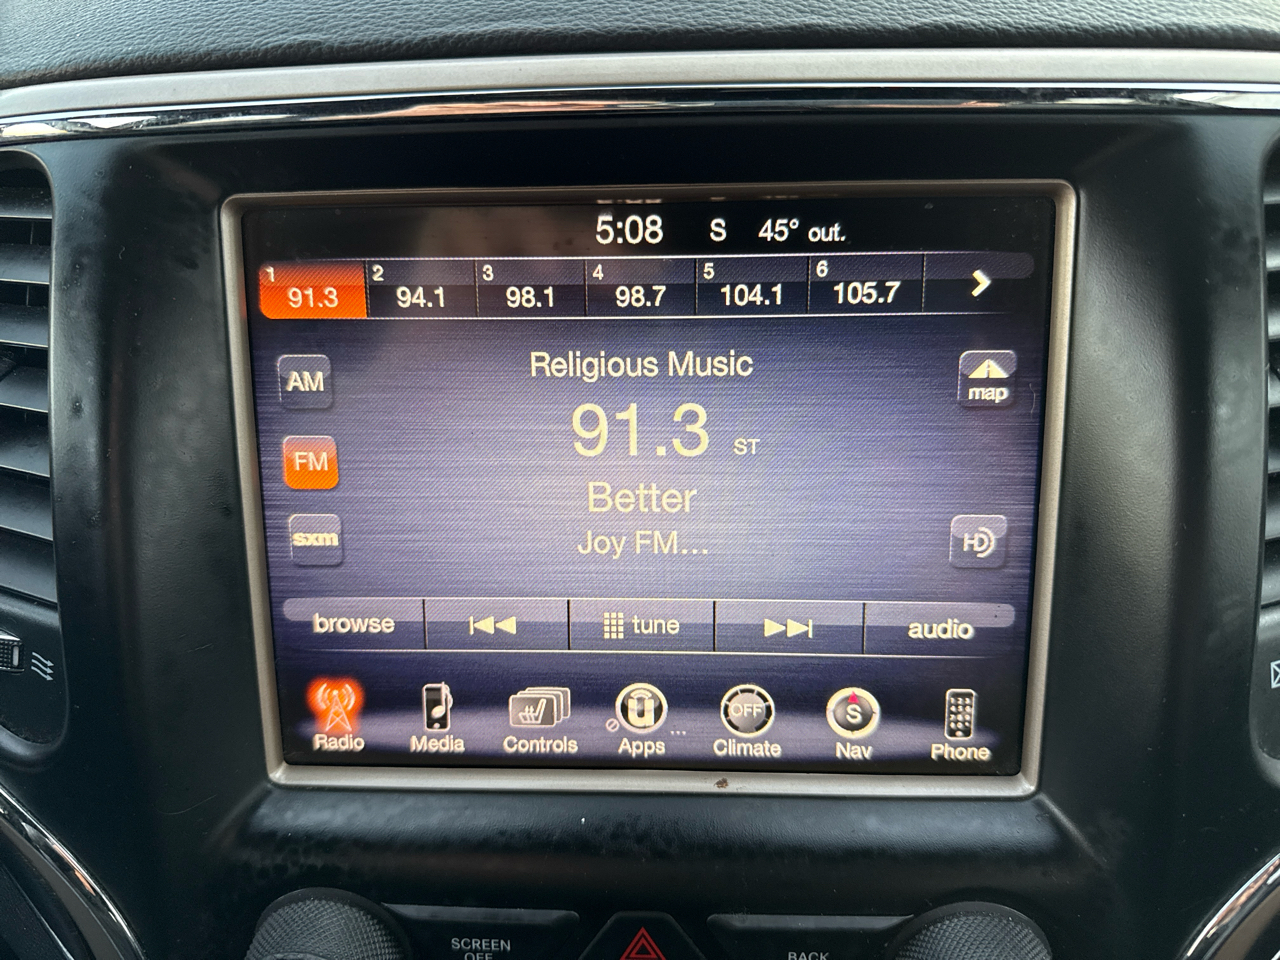 5:08 S 45° out.
1 91.3 2 94.1 3 98.1 4 98.7 5 104.1 6 105.7
Religious Music
AM
map
91.3 ST
FM
Better
Joy FM...
sxm
HD
browse tune audio
OFF S
...
Radio Media Controls Apps Climate Nav Phone
SCREEN
OFF
BACK